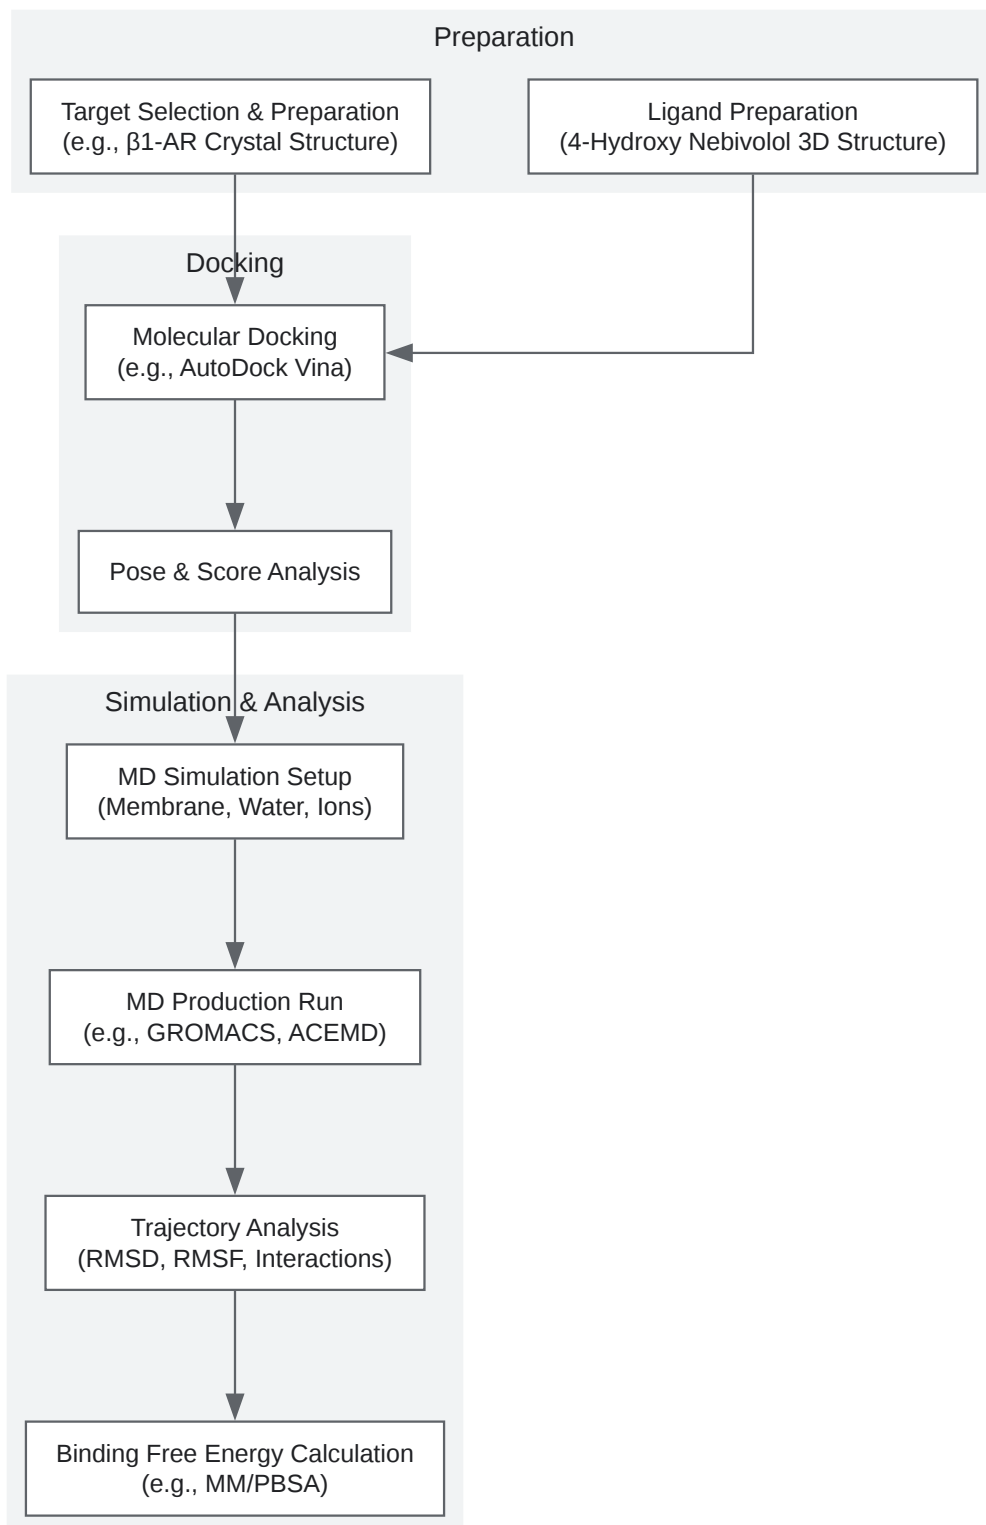 Preparation
Target Selection & Preparation
(e.g., β1-AR Crystal Structure)
Ligand Preparation
(4-Hydroxy Nebivolol 3D Structure)
Docking
Molecular Docking
(e.g., AutoDock Vina)
Pose & Score Analysis
Simulation & Analysis
MD Simulation Setup
(Membrane, Water, Ions)
MD Production Run
(e.g., GROMACS, ACEMD)
Trajectory Analysis
(RMSD, RMSF, Interactions)
Binding Free Energy Calculation
(e.g., MM/PBSA)